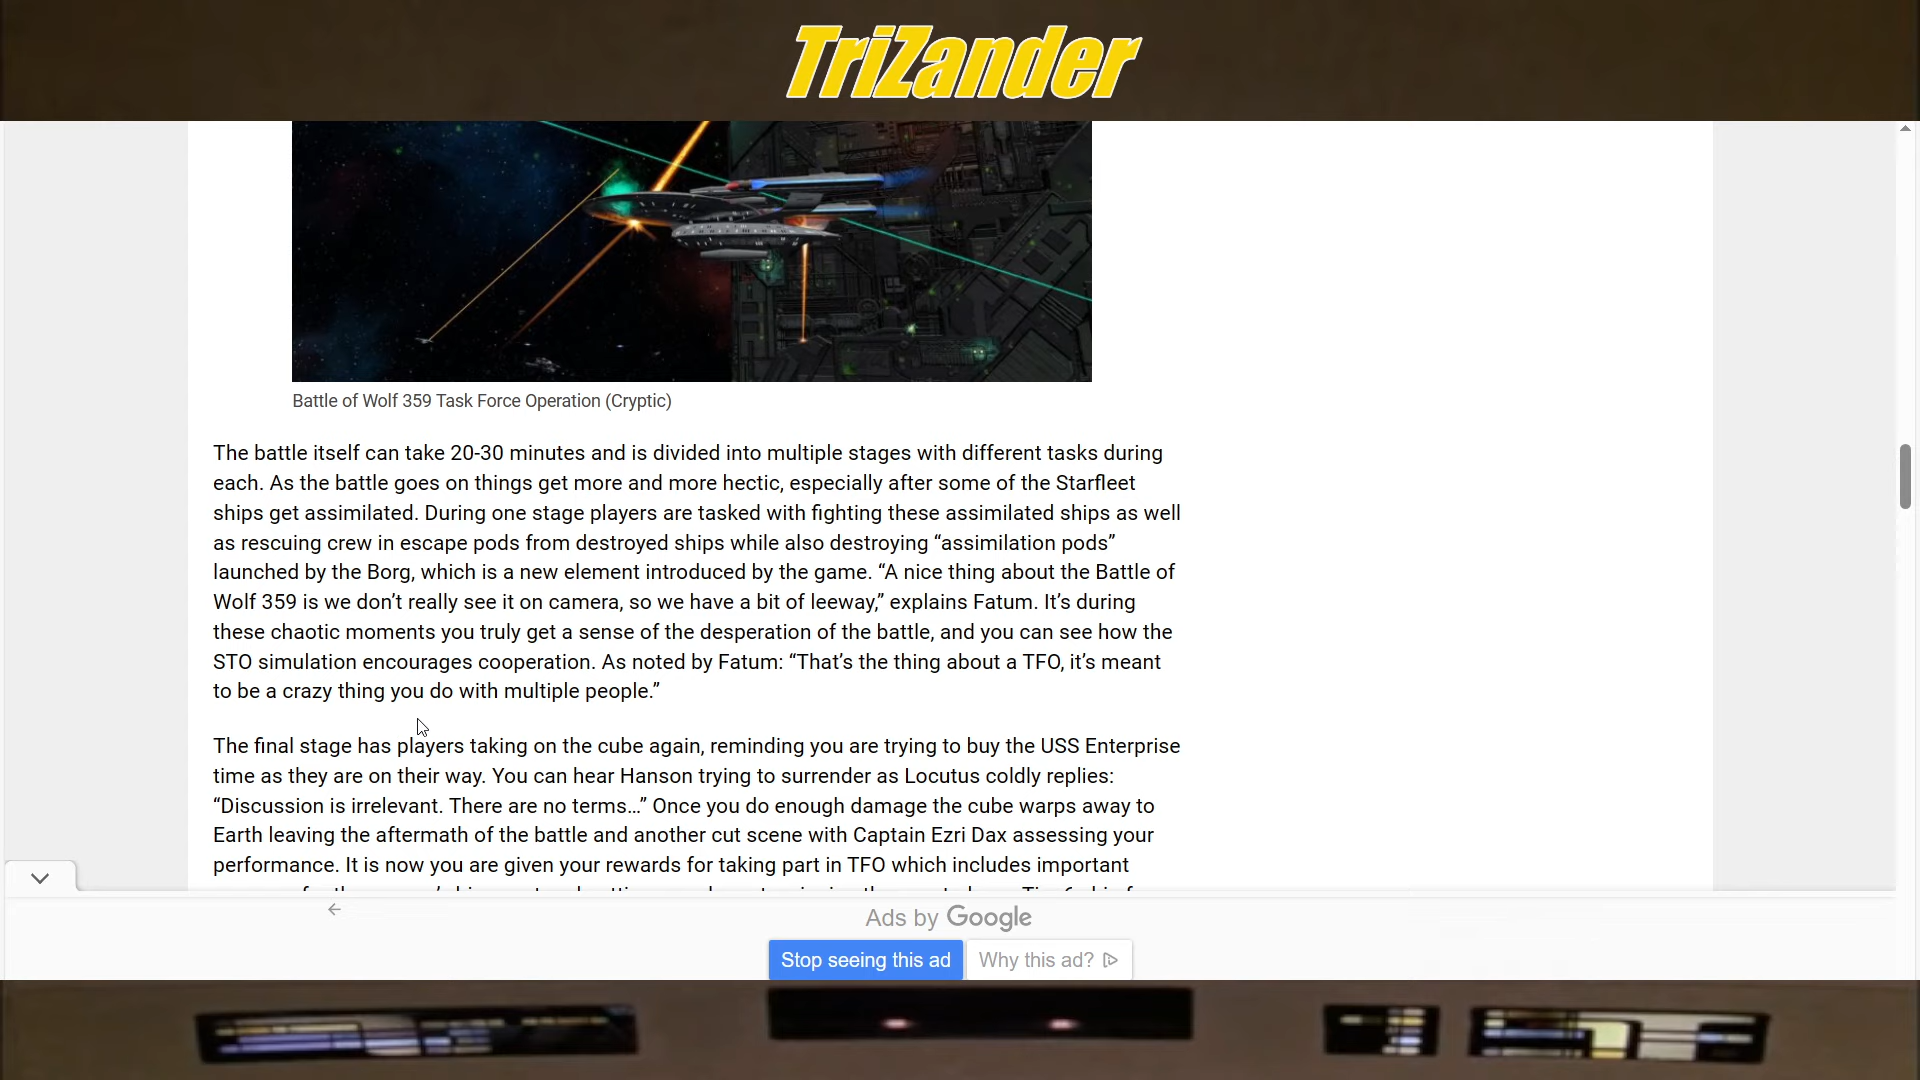 TriZander
Battle of Wolf 359 Task Force Operation (Cryptic)
The battle itself can take 20-30 minutes and is divided into multiple stages with different tasks during
each. As the battle goes on things get more and more hectic, especially after some of the Starfleet
ships get assimilated. During one stage players are tasked with fighting these assimilated ships as well
as rescuing crew in escape pods from destroyed ships while also destroying “assimilation pods”
launched by the Borg, which is a new element introduced by the game. “A nice thing about the Battle of
Wolf 359 is we don’t really see it on camera, so we have a bit of leeway,” explains Fatum. It’s during
these chaotic moments you truly get a sense of the desperation of the battle, and you can see how the
STO simulation encourages cooperation. As noted by Fatum: “That’s the thing about a TFO, it’s meant
to be a crazy thing you do with multiple people.”
The final stage has players taking on the cube again, reminding you are trying to buy the USS Enterprise
time as they are on their way. You can hear Hanson trying to surrender as Locutus coldly replies:
“Discussion is irrelevant. There are no terms…” Once you do enough damage the cube warps away to
Earth leaving the aftermath of the battle and another cut scene with Captain Ezri Dax assessing your
performance. It is now you are given your rewards for taking part in TFO which includes important
Ads by Google
Stop seeing this ad
Why this ad?